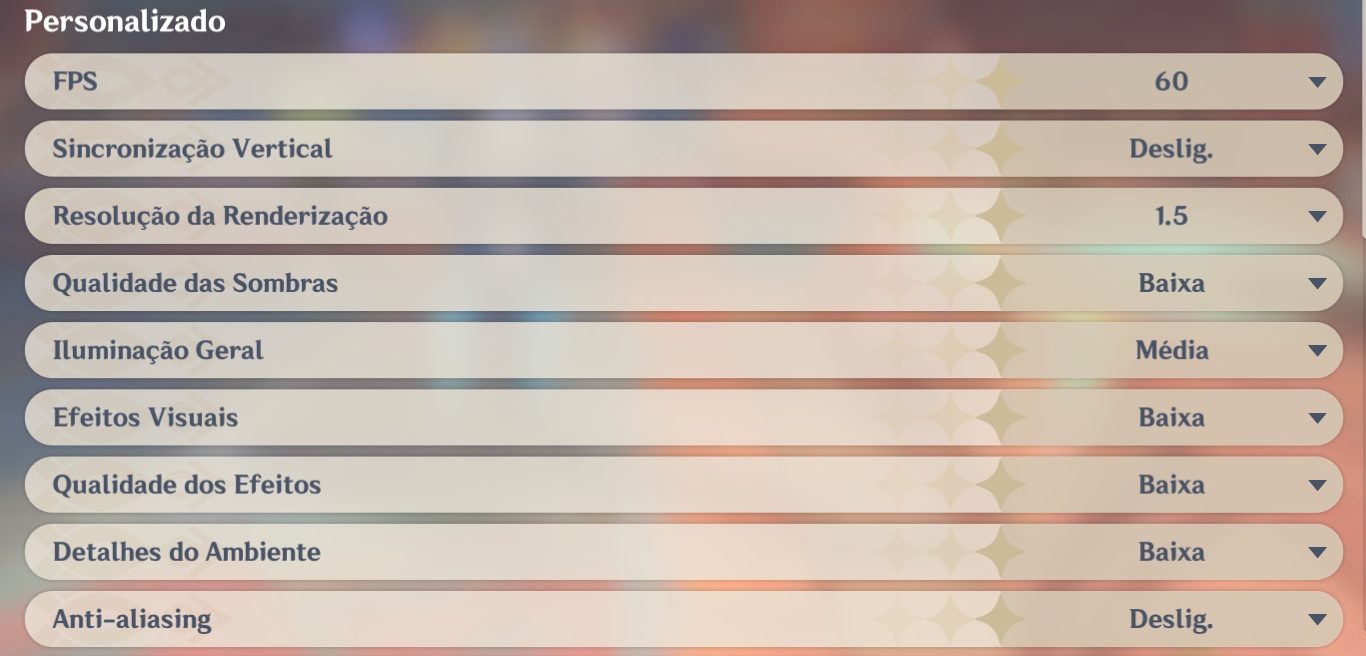 Personalizado
FPS 60
Sincronização Vertical Deslig.
Resolução da Renderização 1.5
Qualidade das Sombras Baixa
Iluminação Geral Média
Efeitos Visuais Baixa
Qualidade dos Efeitos Baixa
Detalhes do Ambiente Baixa
Anti-aliasing Deslig.